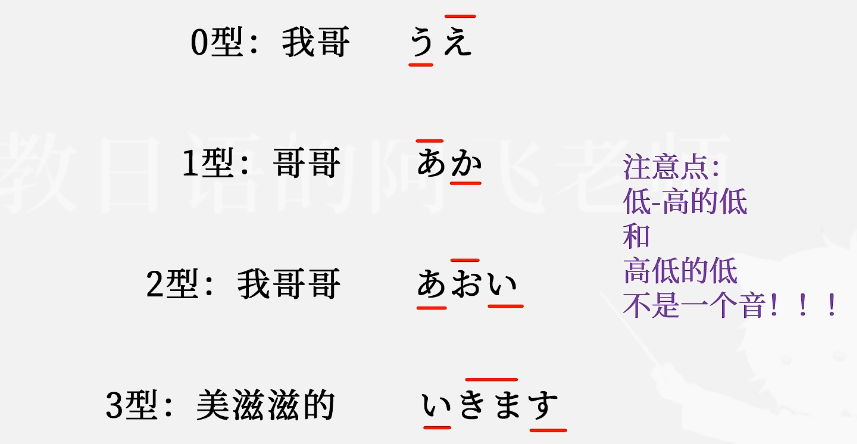 0型：我哥 うえ
1型：哥哥 あか
2型：我哥哥 あおい
3型：美滋滋的 いきます
注意点：
低-高的低
和
高低的低
不是一个音！！！
教日语的阿飞老师